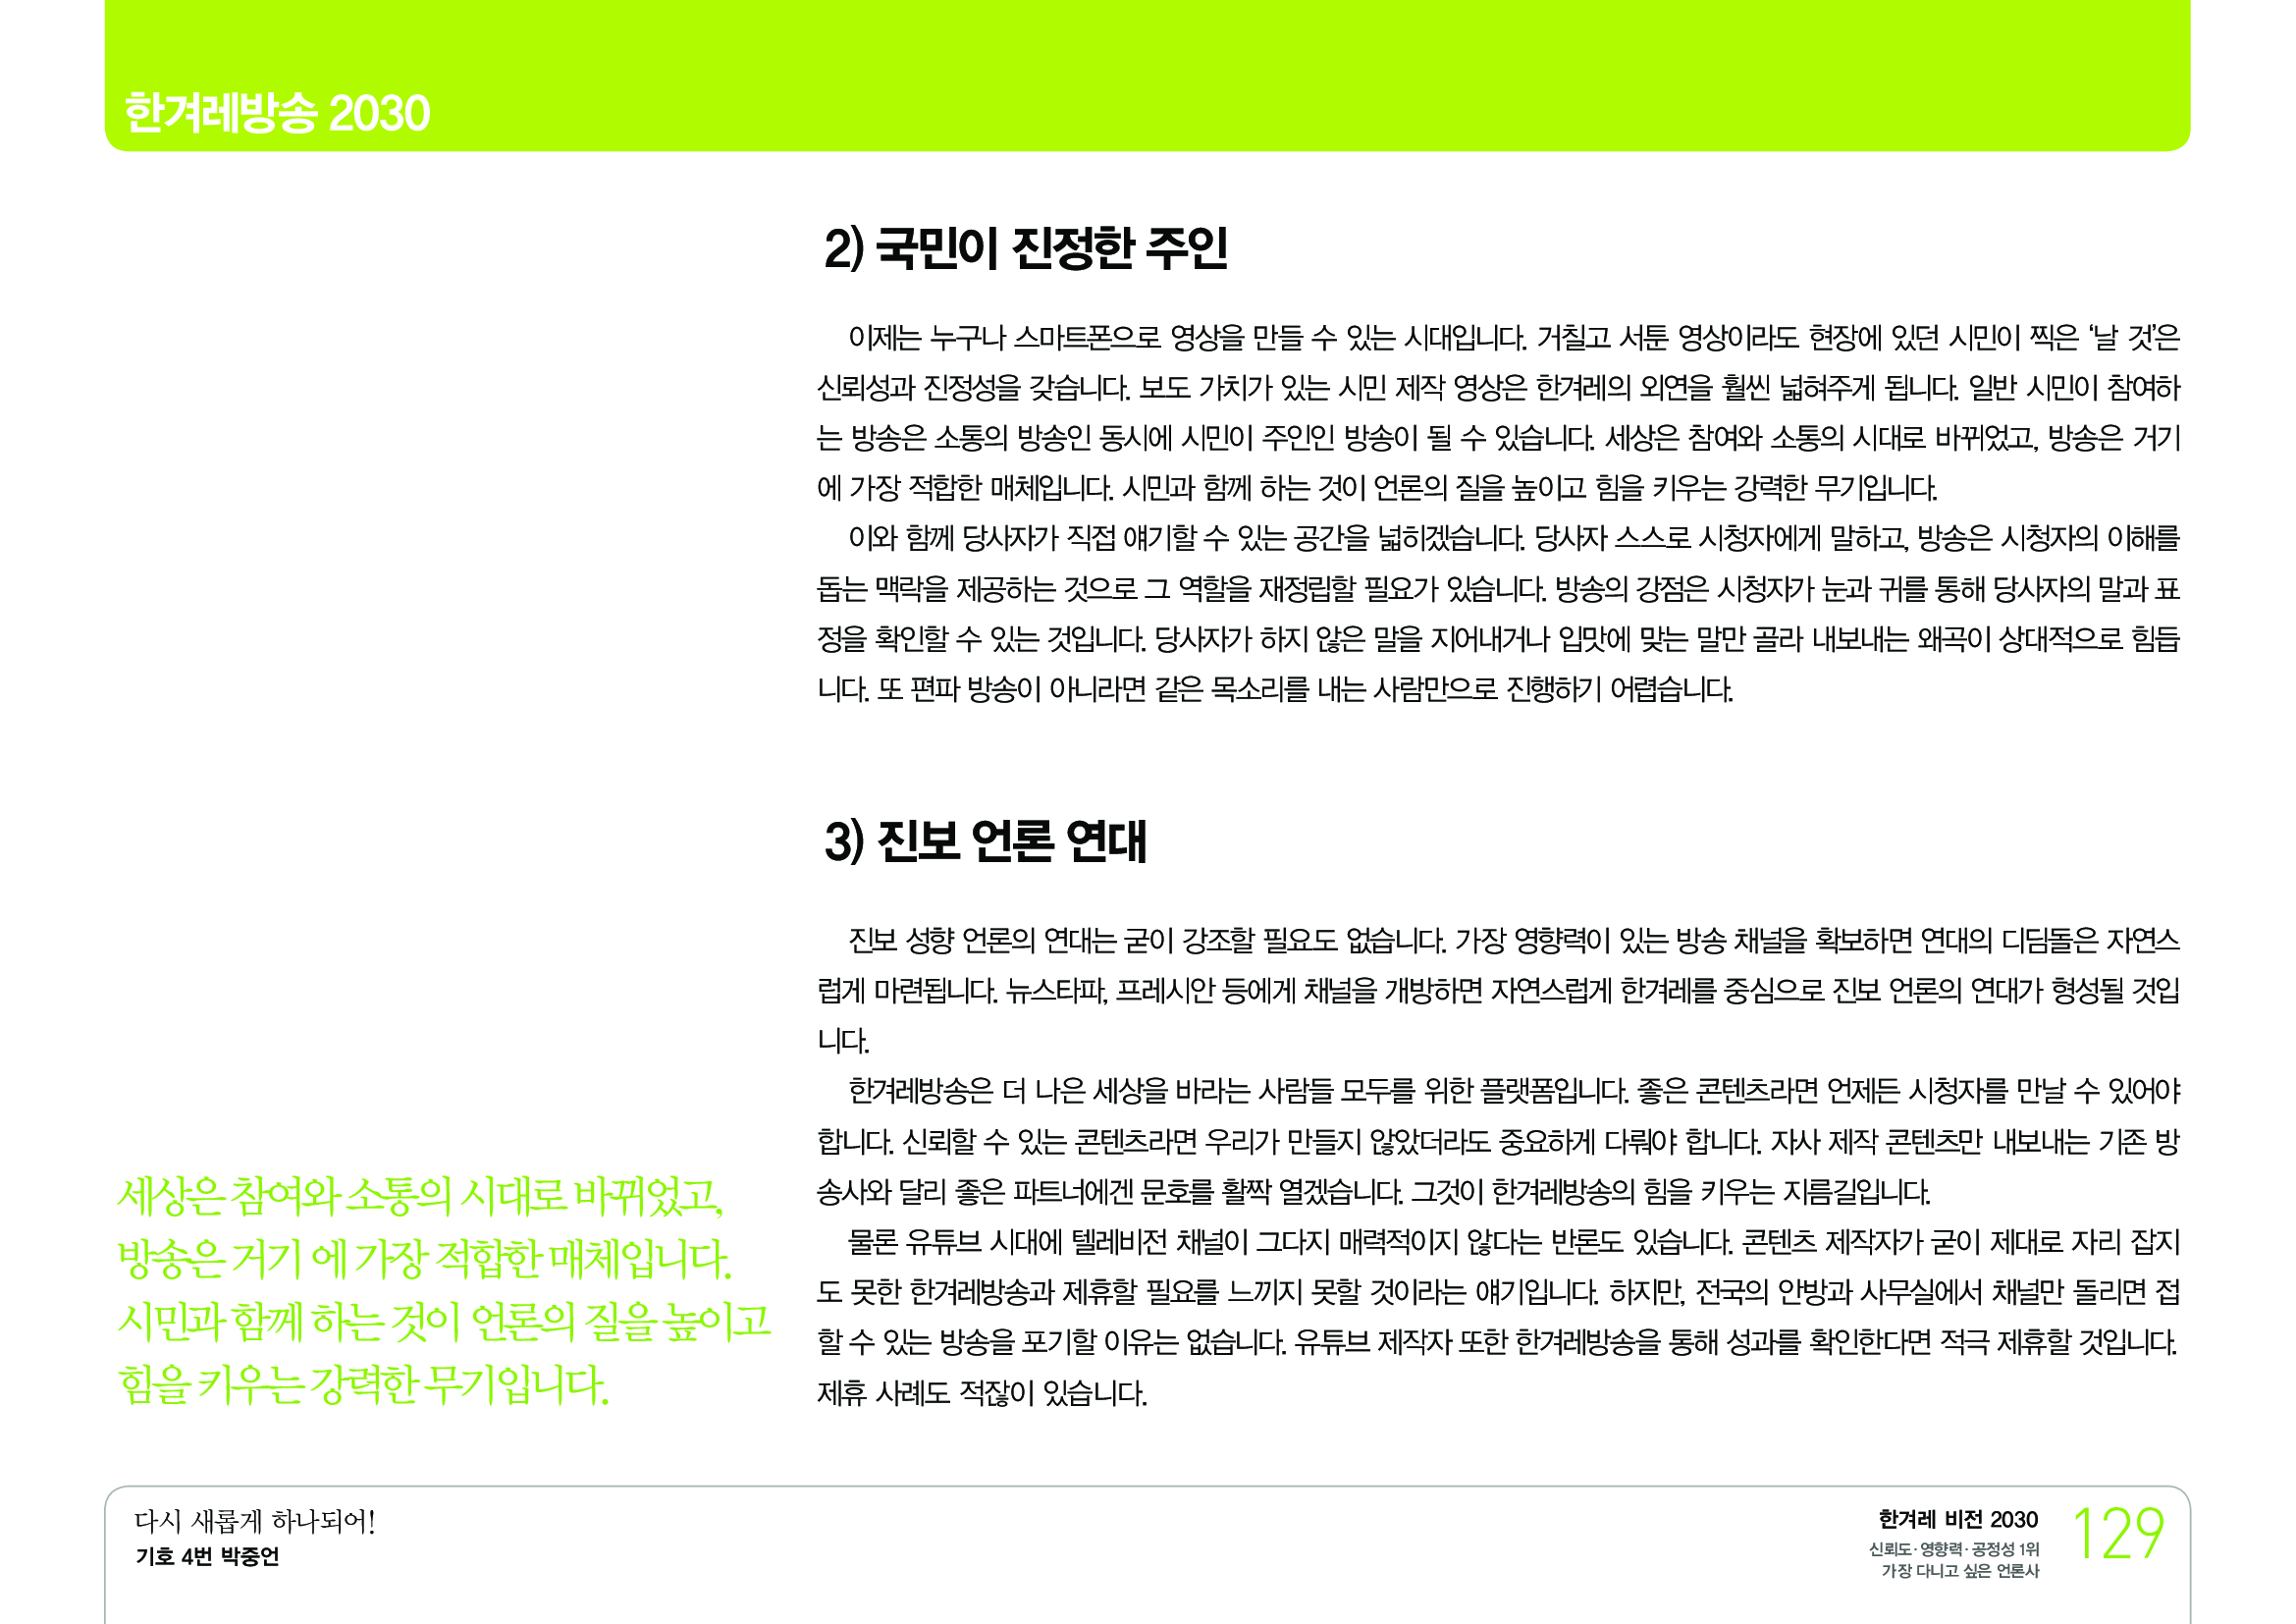 한겨레방송 2030
2) 국민이 진정한 주인
이제는 누구나 스마트폰으로 영상을 만들 수 있는 시대입니다. 거칠고 서툰 영상이라도 현장에 있던 시민이 찍은 ‘날 것’은
신뢰성과 진정성을 갖습니다. 보도 가치가 있는 시민 제작 영상은 한겨레의 외연을 훨씬 넓혀주게 됩니다. 일반 시민이 참여하
는 방송은 소통의 방송인 동시에 시민이 주인인 방송이 될 수 있습니다. 세상은 참여와 소통의 시대로 바뀌었고, 방송은 거기
에 가장 적합한 매체입니다. 시민과 함께 하는 것이 언론의 질을 높이고 힘을 키우는 강력한 무기입니다.
이와 함께 당사자가 직접 얘기할 수 있는 공간을 넓히겠습니다. 당사자 스스로 시청자에게 말하고, 방송은 시청자의 이해를
돕는 맥락을 제공하는 것으로 그 역할을 재정립할 필요가 있습니다. 방송의 강점은 시청자가 눈과 귀를 통해 당사자의 말과 표
정을 확인할 수 있는 것입니다. 당사자가 하지 않은 말을 지어내거나 입맛에 맞는 말만 골라 내보내는 왜곡이 상대적으로 힘듭
니다. 또 편파 방송이 아니라면 같은 목소리를 내는 사람만으로 진행하기 어렵습니다.
3) 진보 언론 연대
진보 성향 언론의 연대는 굳이 강조할 필요도 없습니다. 가장 영향력이 있는 방송 채널을 확보하면 연대의 디딤돌은 자연스
럽게 마련됩니다. 뉴스타파, 프레시안 등에게 채널을 개방하면 자연스럽게 한겨레를 중심으로 진보 언론의 연대가 형성될 것입
니다.
한겨레방송은 더 나은 세상을 바라는 사람들 모두를 위한 플랫폼입니다. 좋은 콘텐츠라면 언제든 시청자를 만날 수 있어야
합니다. 신뢰할 수 있는 콘텐츠라면 우리가 만들지 않았더라도 중요하게 다뤄야 합니다. 자사 제작 콘텐츠만 내보내는 기존 방
송사와 달리 좋은 파트너에겐 문호를 활짝 열겠습니다. 그것이 한겨레방송의 힘을 키우는 지름길입니다.
물론 유튜브 시대에 텔레비전 채널이 그다지 매력적이지 않다는 반론도 있습니다. 콘텐츠 제작자가 굳이 제대로 자리 잡지
도 못한 한겨레방송과 제휴할 필요를 느끼지 못할 것이라는 얘기입니다. 하지만, 전국의 안방과 사무실에서 채널만 돌리면 접
할 수 있는 방송을 포기할 이유는 없습니다. 유튜브 제작자 또한 한겨레방송을 통해 성과를 확인한다면 적극 제휴할 것입니다.
제휴 사례도 적잖이 있습니다.
세상은 참여와 소통의 시대로 바뀌었고,
방송은 거기 에 가장 적합한 매체입니다.
시민과 함께 하는 것이 언론의 질을 높이고
힘을 키우는 강력한 무기입니다.
다시 새롭게 하나되어!
기호 4번 박중언
한겨레 비전 2030
신뢰도·영향력·공정성 1위
가장 다니고 싶은 언론사
129